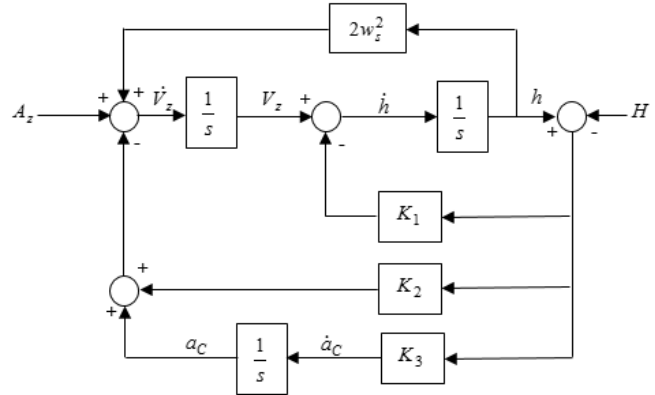 2w_s^2
+ + V̇_z 1/s V_z + ḣ 1/s h H
A_z - - + -
K_1
+ K_2
+ a_C 1/s ȧ_C K_3